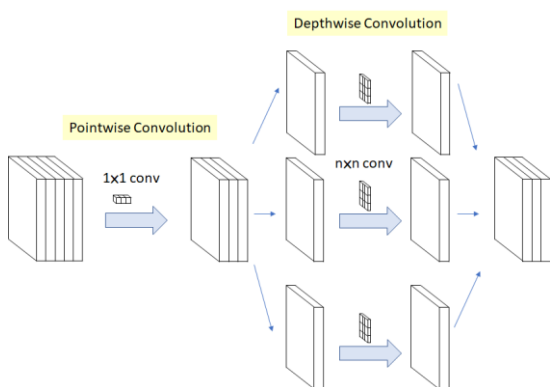 Depthwise Convolution
Pointwise Convolution
1x1 conv
nxn conv